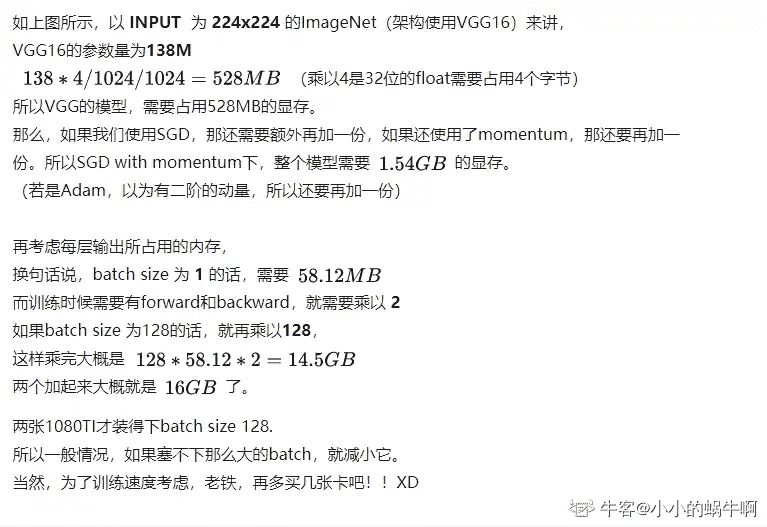 如上图所示，以 INPUT 为 224x224 的ImageNet（架构使用VGG16）来讲，
VGG16的参数量为138M
138 * 4/1024/1024 = 528MB （乘以4是32位的float需要占用4个字节）
所以VGG的模型，需要占用528MB的显存。
那么，如果我们使用SGD，那还需要额外再加一份，如果还使用了momentum，那还要再加一
份。所以SGD with momentum下，整个模型需要 1.54GB 的显存。
（若是Adam，以为有二阶的动量，所以还要再加一份）
再考虑每层输出所占用的内存，
换句话说，batch size 为 1 的话，需要 58.12MB
而训练时候需要有forward和backward，就需要乘以 2
如果batch size 为128的话，就再乘以128，
这样乘完大概是 128 * 58.12 * 2 = 14.5GB
两个加起来大概就是 16GB 了。
两张1080TI才装得下batch size 128.
所以一般情况，如果塞不下那么大的batch，就减小它。
当然，为了训练速度考虑，老铁，再多买几张卡吧！！XD
牛客@小小的蜗牛啊